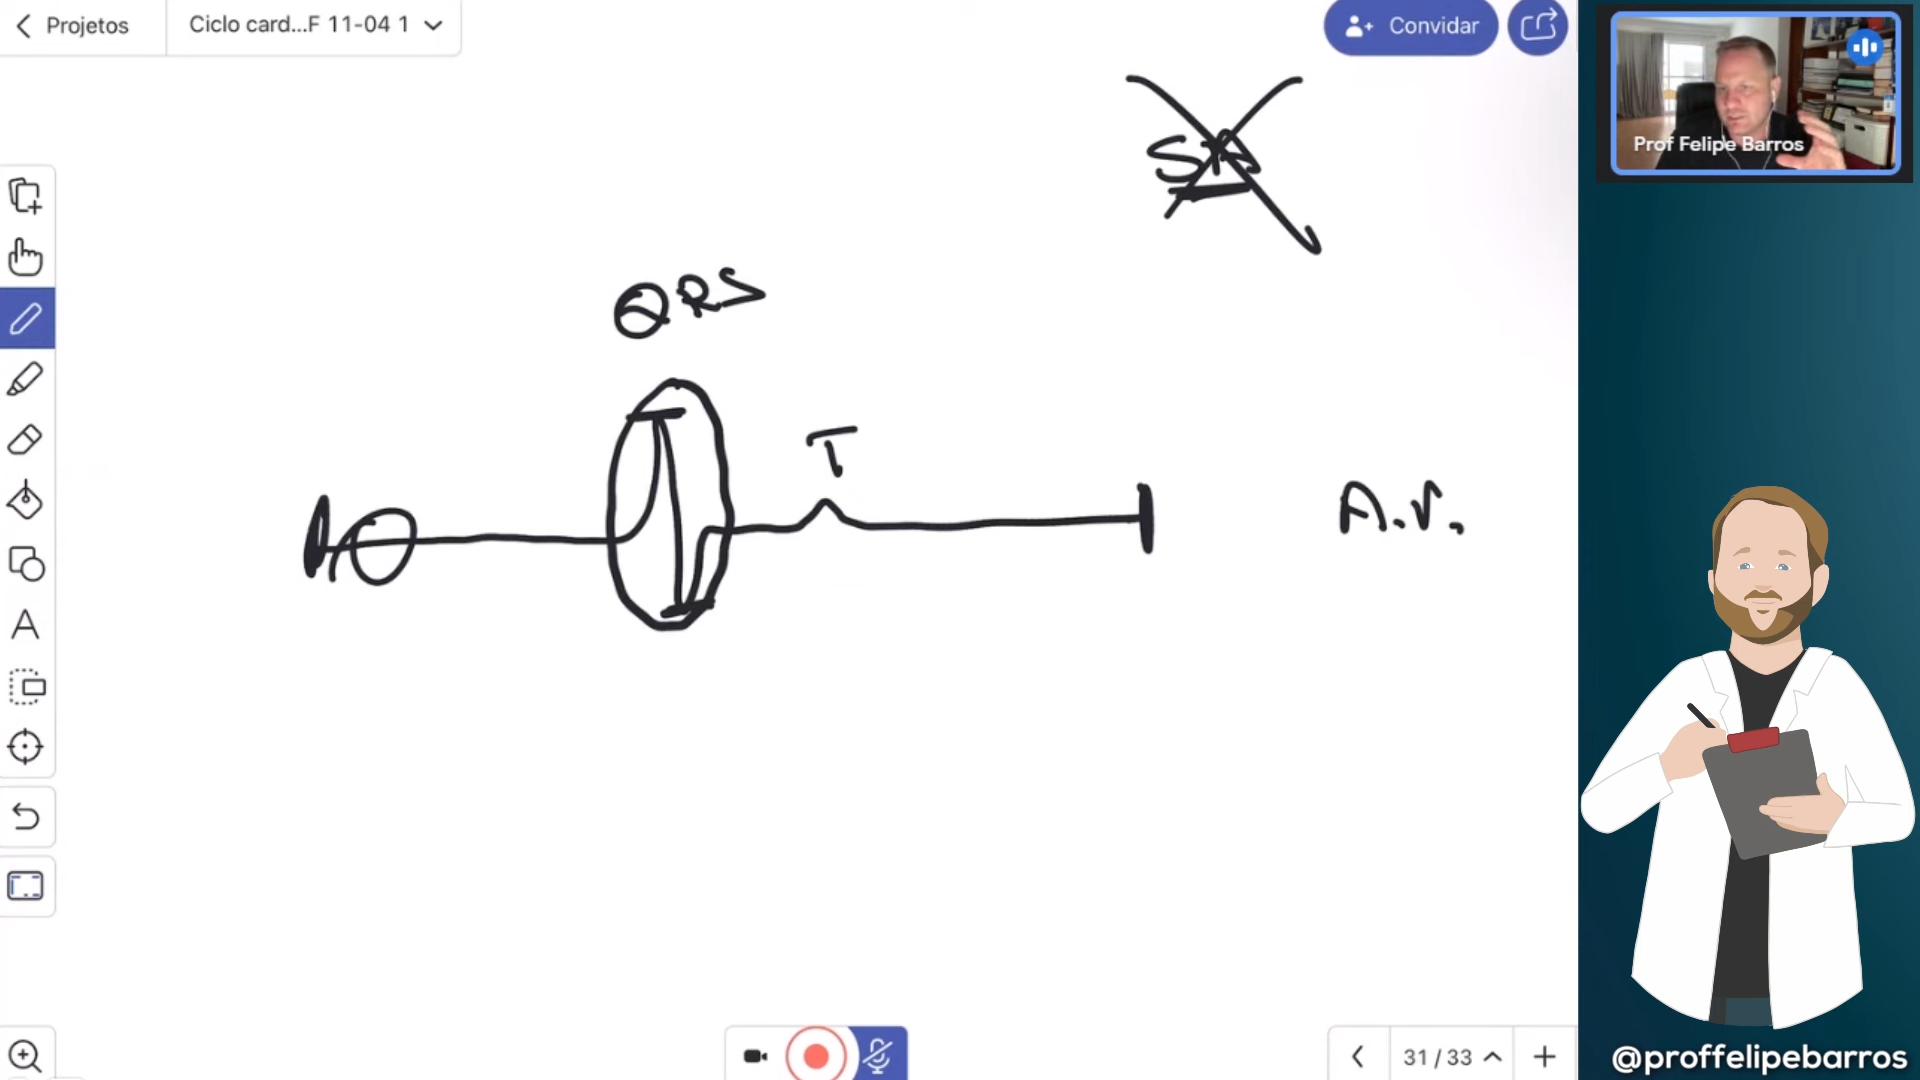 Projetos
Ciclo card...F 11-04 1
Convidar
Prof Felipe Barros
QRS
T
A.V.
31 / 33
@proffelipebarros